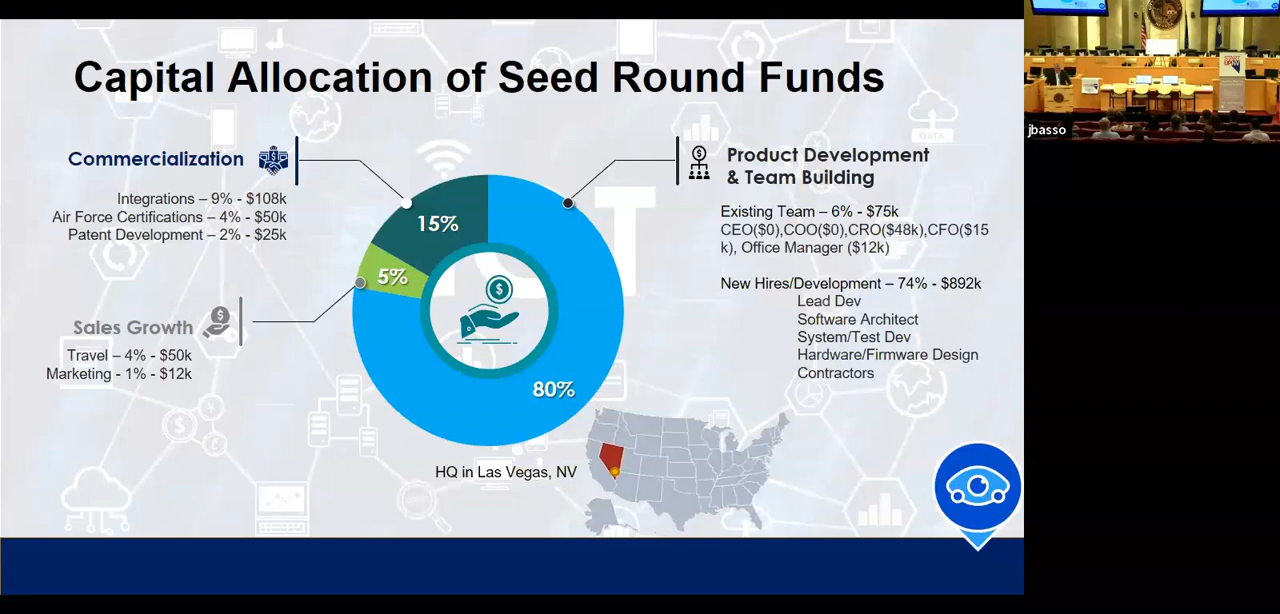 Capital Allocation of Seed Round Funds
Commercialization
Integrations – 9% - $108k
Air Force Certifications – 4% - $50k
Patent Development – 2% - $25k
Sales Growth
Travel – 4% - $50k
Marketing - 1% - $12k
15%
5%
80%
Product Development
& Team Building
Existing Team – 6% - $75k
CEO($0),COO($0),CRO($48k),CFO($15
k), Office Manager ($12k)
New Hires/Development – 74% - $892k
Lead Dev
Software Architect
System/Test Dev
Hardware/Firmware Design
Contractors
HQ in Las Vegas, NV
DATA
jbasso